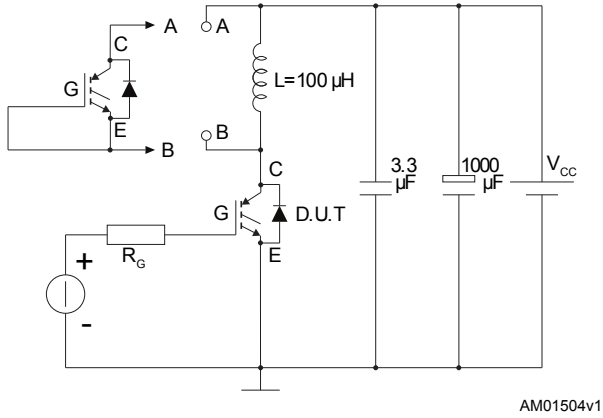 A
A
C
G
L=100 µH
E
B
B
C
3.3
µF
1000
µF
V_CC
G
D.U.T
+
R_G
E
-
AM01504v1